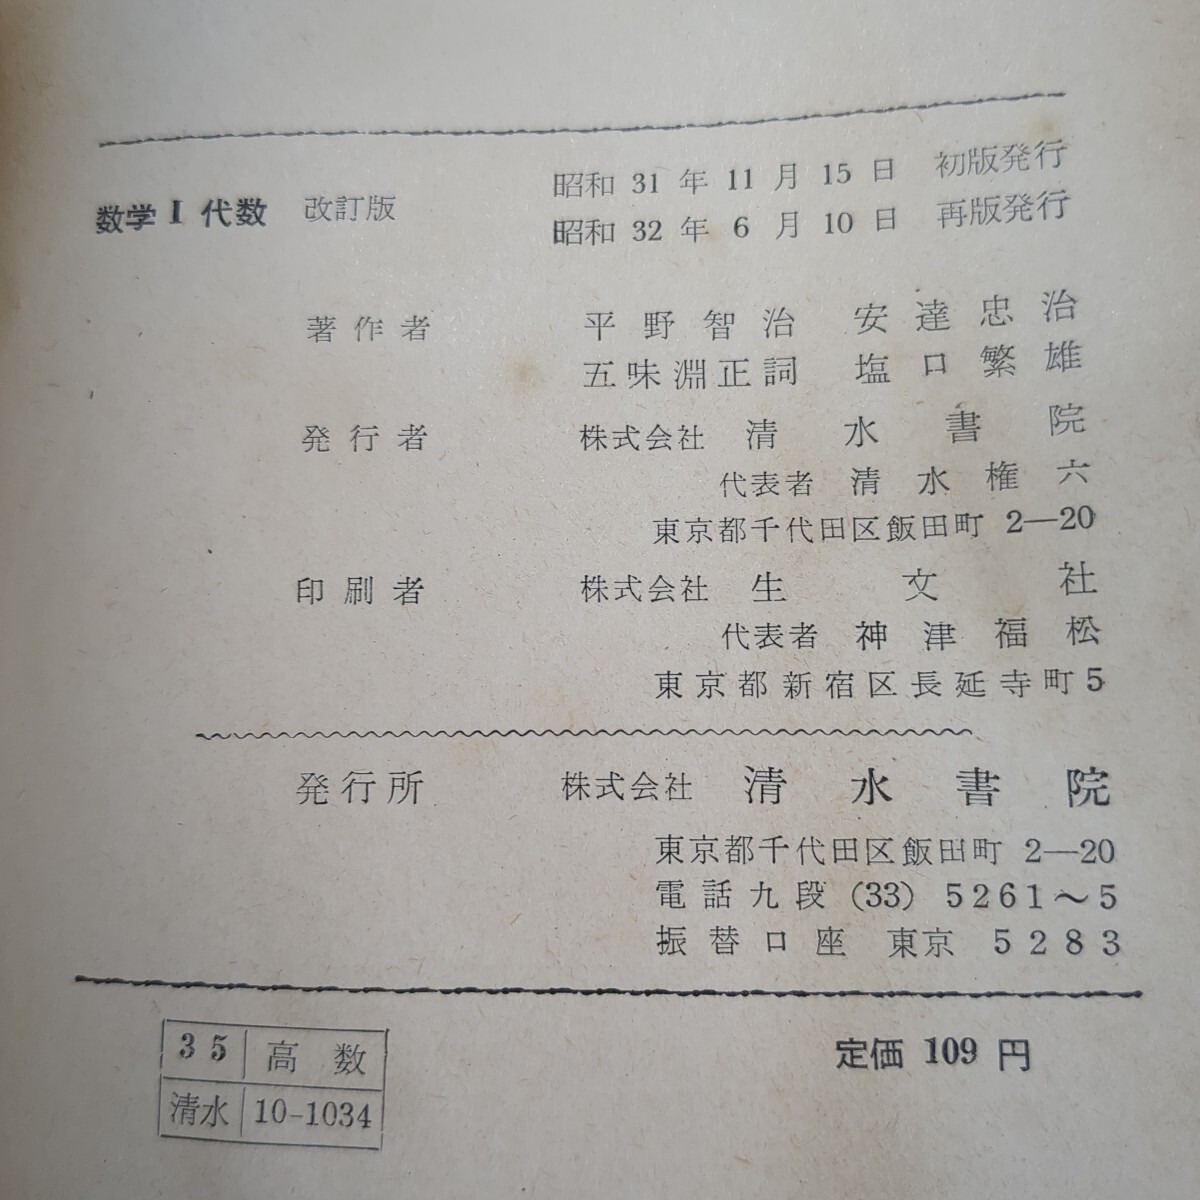 数学I代数 改訂版 昭和 31 年 11 月 15 日 初版発行
昭和 32 年 6 月 10 日 再版発行
著作者 平野智治 安達忠治
五味淵正詞 塩口繁雄
発行者 株式会社 清水書院
代表者 清水権六
東京都千代田区飯田町 2—20
印刷者 株式会社 生文社
代表者 神津福松
東京都新宿区長延寺町5
発行所 株式会社 清水書院
東京都千代田区飯田町 2—20
電話九段 (33) 5261～5
振替口座 東京 5283
定価 109 円
35 高数
清水 10-1034